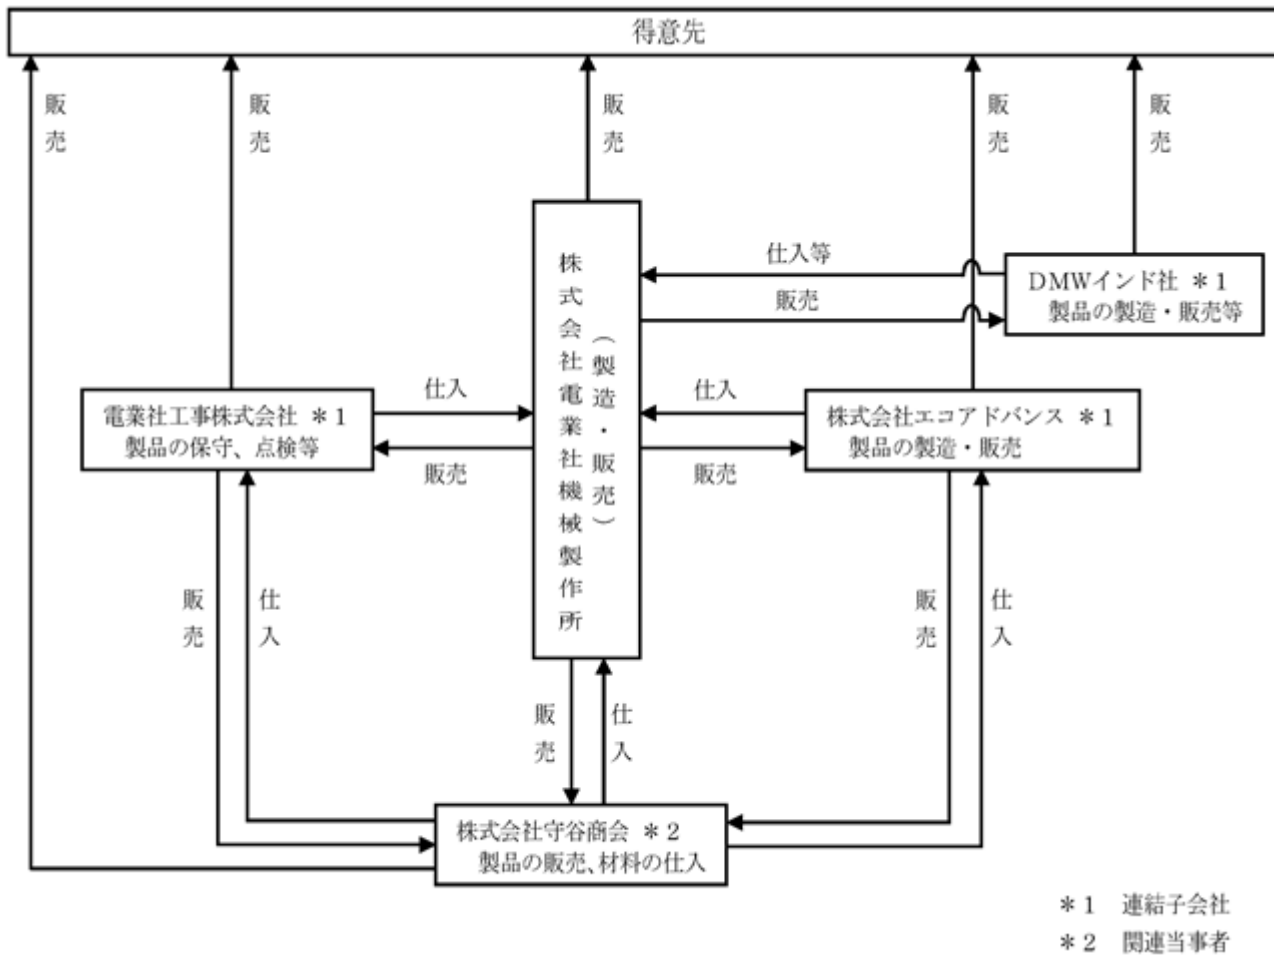 得意先
販売
販売
販売
販売
販売
株式会社電業社機械製作所
（製造・販売）
仕入等
販売
DMWインド社 ＊1
製品の製造・販売等
電業社工事株式会社 ＊1
製品の保守、点検等
仕入
販売
仕入
販売
株式会社エコアドバンス ＊1
製品の製造・販売
販売
仕入
販売
仕入
販売
仕入
株式会社守谷商会 ＊2
製品の販売、材料の仕入
＊1 連結子会社
＊2 関連当事者